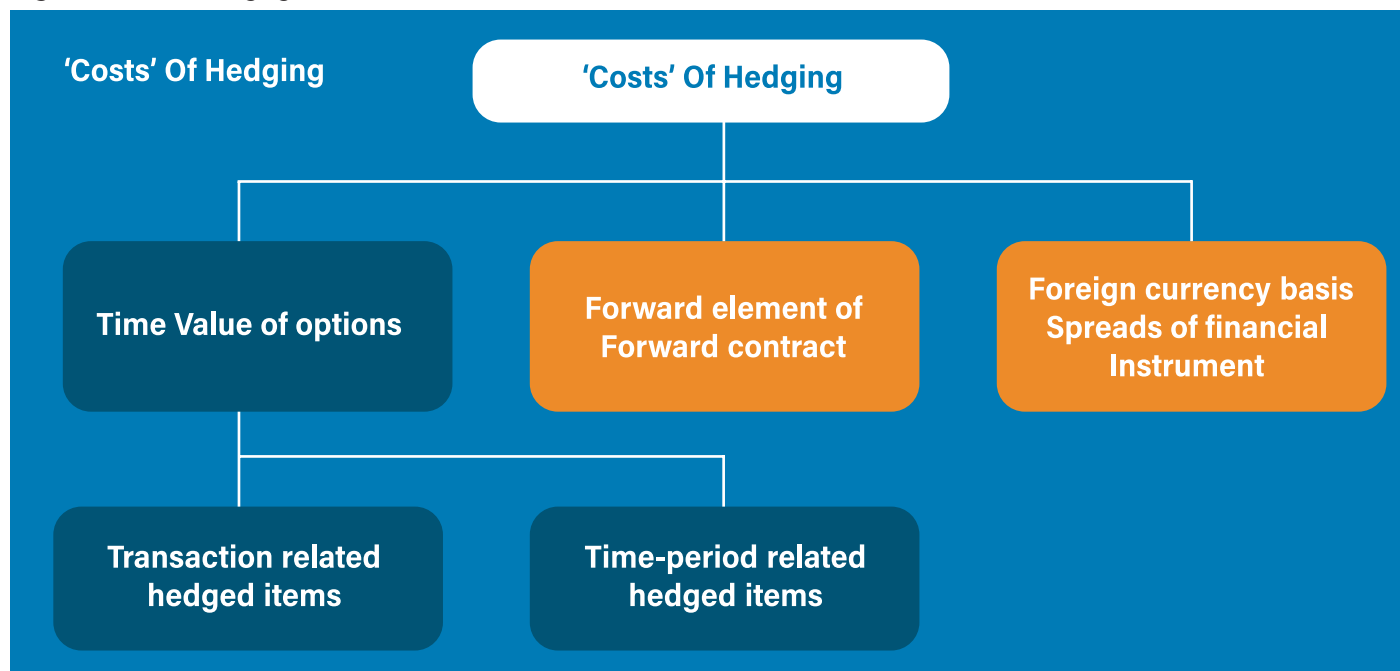 ‘Costs’ Of Hedging
‘Costs’ Of Hedging
Time Value of options
Forward element of
Forward contract
Foreign currency basis
Spreads of financial
Instrument
Transaction related
hedged items
Time-period related
hedged items